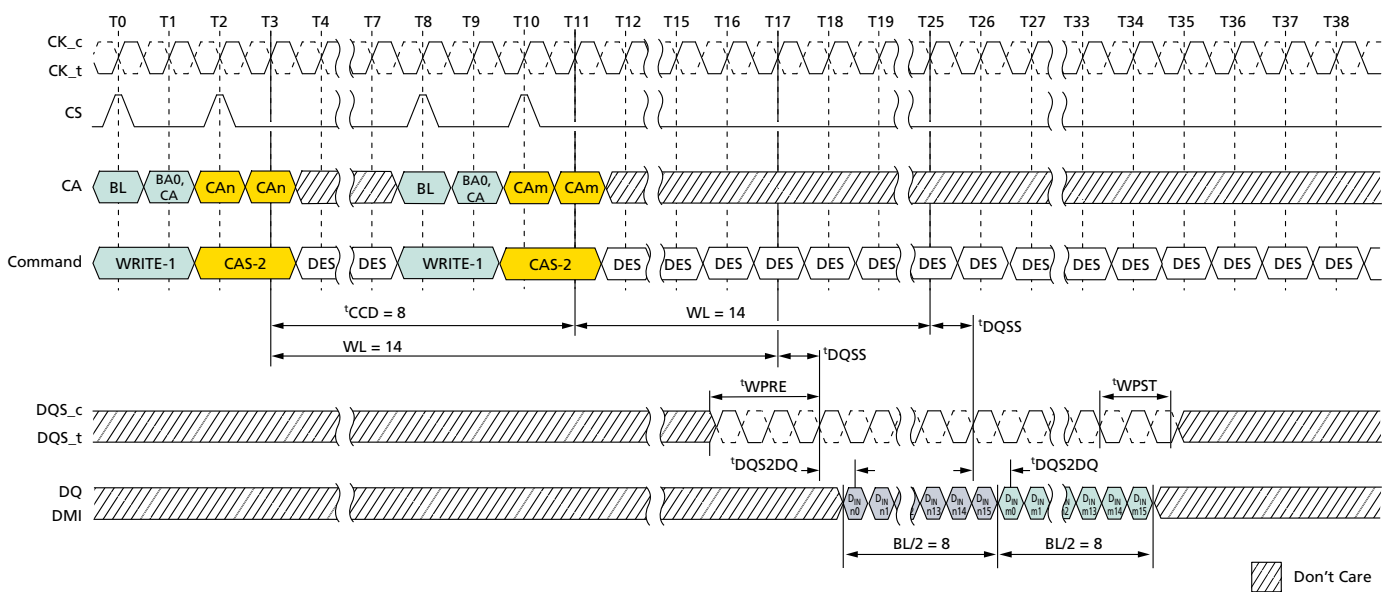 T0 T1 T2 T3 T4 T7 T8 T9 T10 T11 T12 T15 T16 T17 T18 T19 T25 T26 T27 T33 T34 T35 T36 T37 T38
CK_c
CK_t
CS
CA BL BA0, CA CAn CAn BL BA0, CA CAm CAm
Command WRITE-1 CAS-2 DES DES WRITE-1 CAS-2 DES DES DES DES DES DES DES DES DES DES DES DES DES DES DES
tCCD = 8 WL = 14 tDQSS
WL = 14 tDQSS
tWPRE tWPST
DQS_c
DQS_t
tDQS2DQ tDQS2DQ
DQ
DMI
DIN n0 DIN n1 DIN n13 DIN n14 DIN n15 DIN m0 DIN m1 DIN m13 DIN m14 DIN m15
BL/2 = 8 BL/2 = 8
Don't Care